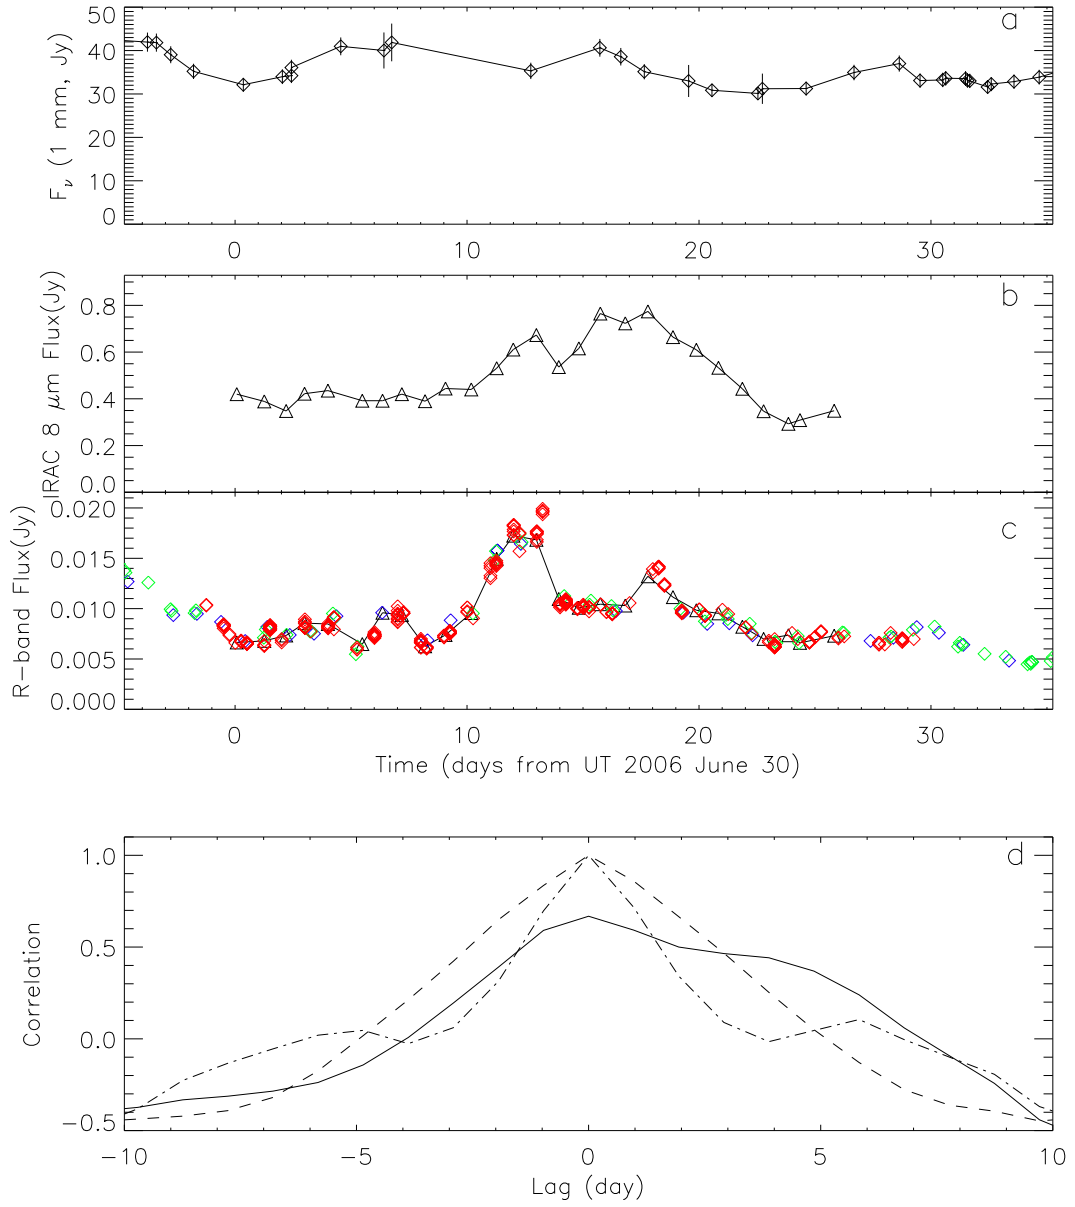 a
F_ν (1 mm, Jy)
50
40
30
20
10
0
0 10 20 30
b
IRAC 8 μm Flux(Jy)
0.8
0.6
0.4
0.2
0.0
c
R-band Flux(Jy)
0.020
0.015
0.010
0.005
0.000
0 10 20 30
Time (days from UT 2006 June 30)
d
Correlation
1.0
0.5
0.0
-0.5
-10 -5 0 5 10
Lag (day)